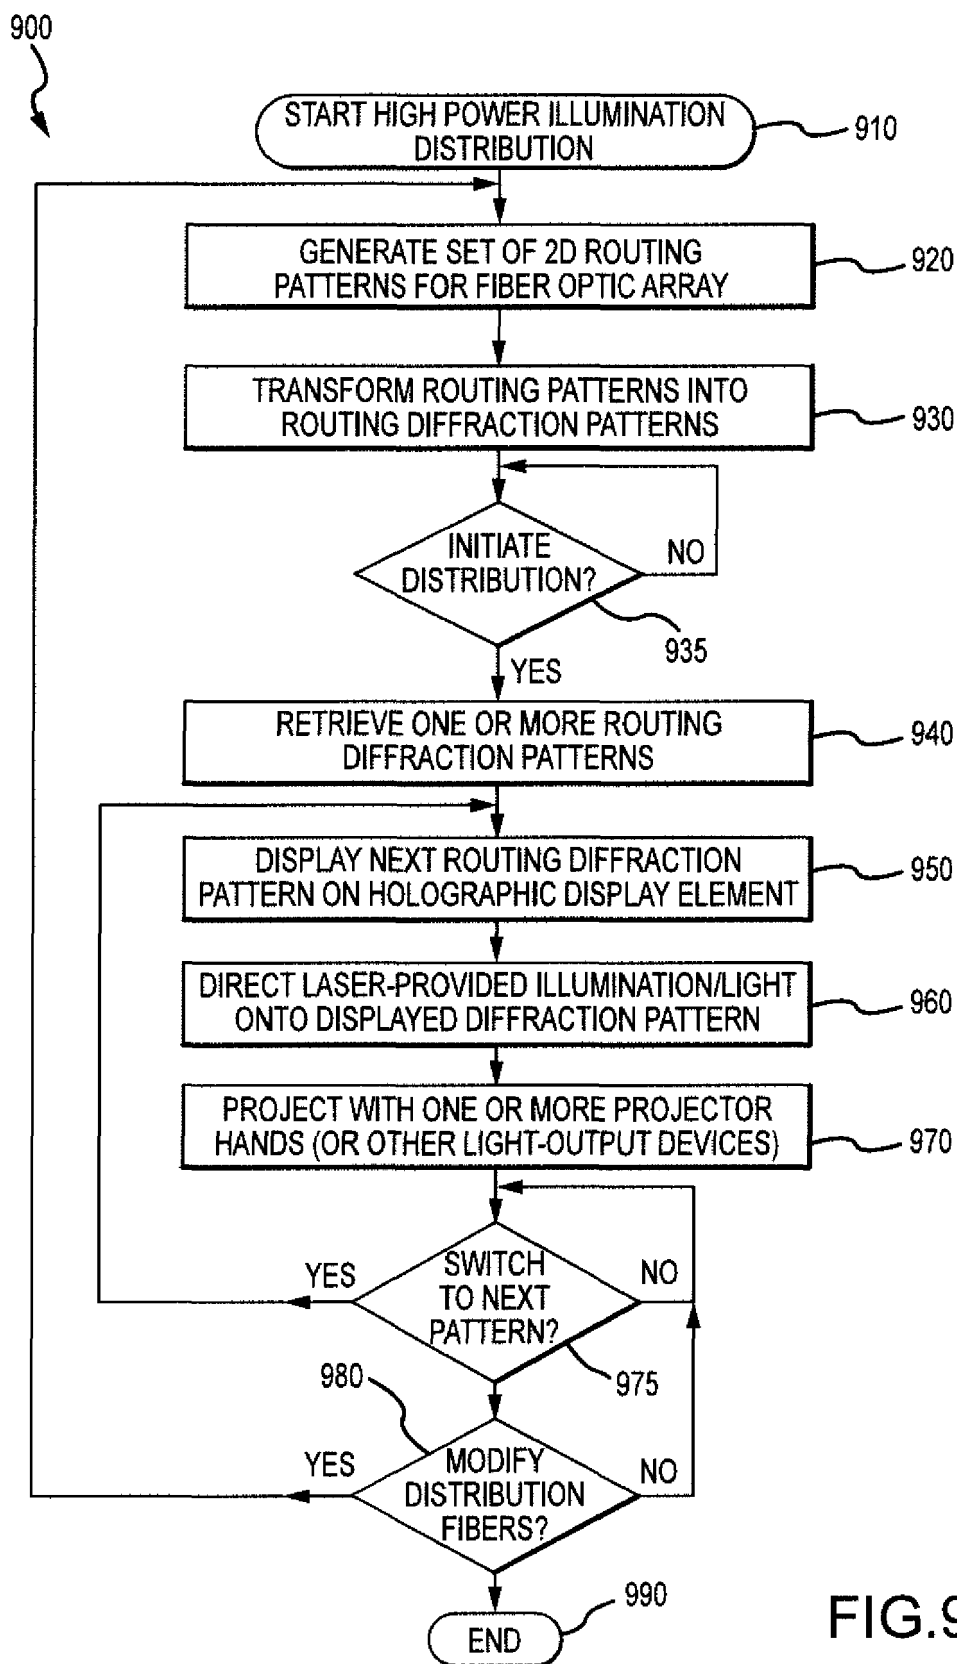 900
START HIGH POWER ILLUMINATION
DISTRIBUTION
910
GENERATE SET OF 2D ROUTING
PATTERNS FOR FIBER OPTIC ARRAY
920
TRANSFORM ROUTING PATTERNS INTO
ROUTING DIFFRACTION PATTERNS
930
INITIATE
DISTRIBUTION?
NO
935
YES
RETRIEVE ONE OR MORE ROUTING
DIFFRACTION PATTERNS
940
DISPLAY NEXT ROUTING DIFFRACTION
PATTERN ON HOLOGRAPHIC DISPLAY ELEMENT
950
DIRECT LASER-PROVIDED ILLUMINATION/LIGHT
ONTO DISPLAYED DIFFRACTION PATTERN
960
PROJECT WITH ONE OR MORE PROJECTOR
HANDS (OR OTHER LIGHT-OUTPUT DEVICES)
970
YES
SWITCH
TO NEXT
PATTERN?
NO
975
980
YES
MODIFY
DISTRIBUTION
FIBERS?
NO
END
990
FIG.9